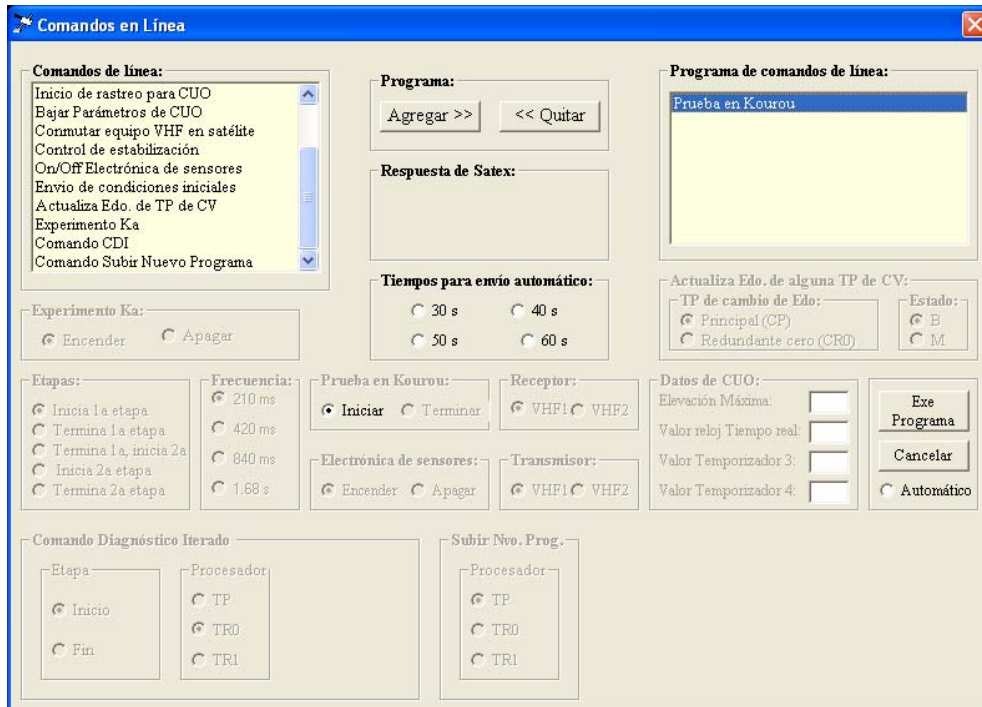 Comandos en Línea
Comandos de línea:
Inicio de rastreo para CUO
Bajar Parámetros de CUO
Conmutar equipo VHF en satélite
Control de estabilización
On/Off Electrónica de sensores
Envio de condiciones iniciales
Actualiza Edo. de TP de CV
Experimento Ka
Comando CDI
Comando Subir Nuevo Programa
Programa:
Agregar >>
<< Quitar
Respuesta de Satex:
Programa de comandos de línea:
Prueba en Kourou
Tiempos para envío automático:
30 s
40 s
50 s
60 s
Experimento Ka:
Encender
Apagar
Actualiza Edo. de alguna TP de CV:
TP de cambio de Edo:
Principal (CP)
Redundante cero (CR0)
Estado:
B
M
Etapas:
Inicia 1a etapa
Termina 1a etapa
Termina 1a, inicia 2a
Inicia 2a etapa
Termina 2a etapa
Frecuencia:
210 ms
420 ms
840 ms
1.68 s
Prueba en Kourou:
Iniciar
Terminar
Electrónica de sensores:
Encender
Apagar
Receptor:
VHF1
VHF2
Transmisor:
VHF1
VHF2
Datos de CUO:
Elevación Máxima:
Valor reloj Tiempo real:
Valor Temporizador 3:
Valor Temporizador 4:
Exe
Programa
Cancelar
Automático
Comando Diagnóstico Iterado
Etapa
Inicio
Fin
Procesador
TP
TR0
TR1
Subir Nvo. Prog.
Procesador
TP
TR0
TR1